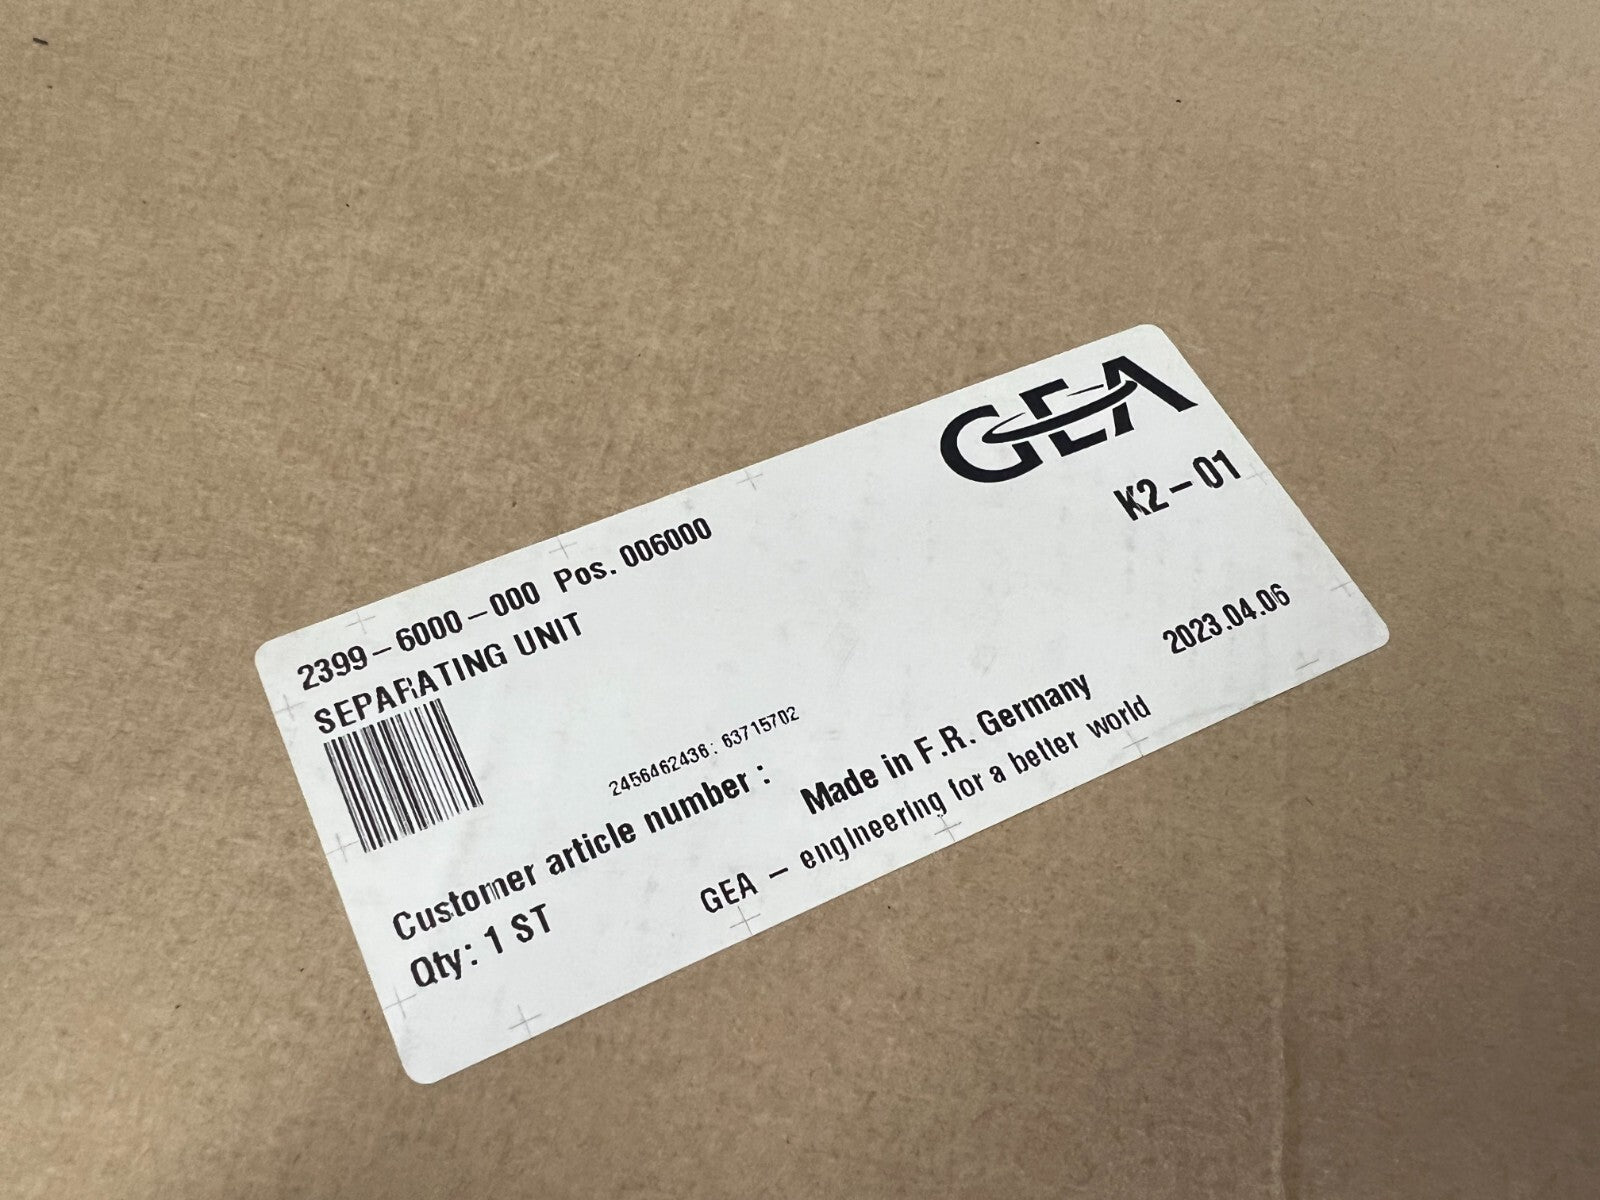 GEA
2399-6000-000 Pos. 006000
K2-01
SEPARATING UNIT
2023.04.06
2456462436: 63715702
Customer article number :
Made in F.R. Germany
Qty: 1 ST
GEA - engineering for a better world